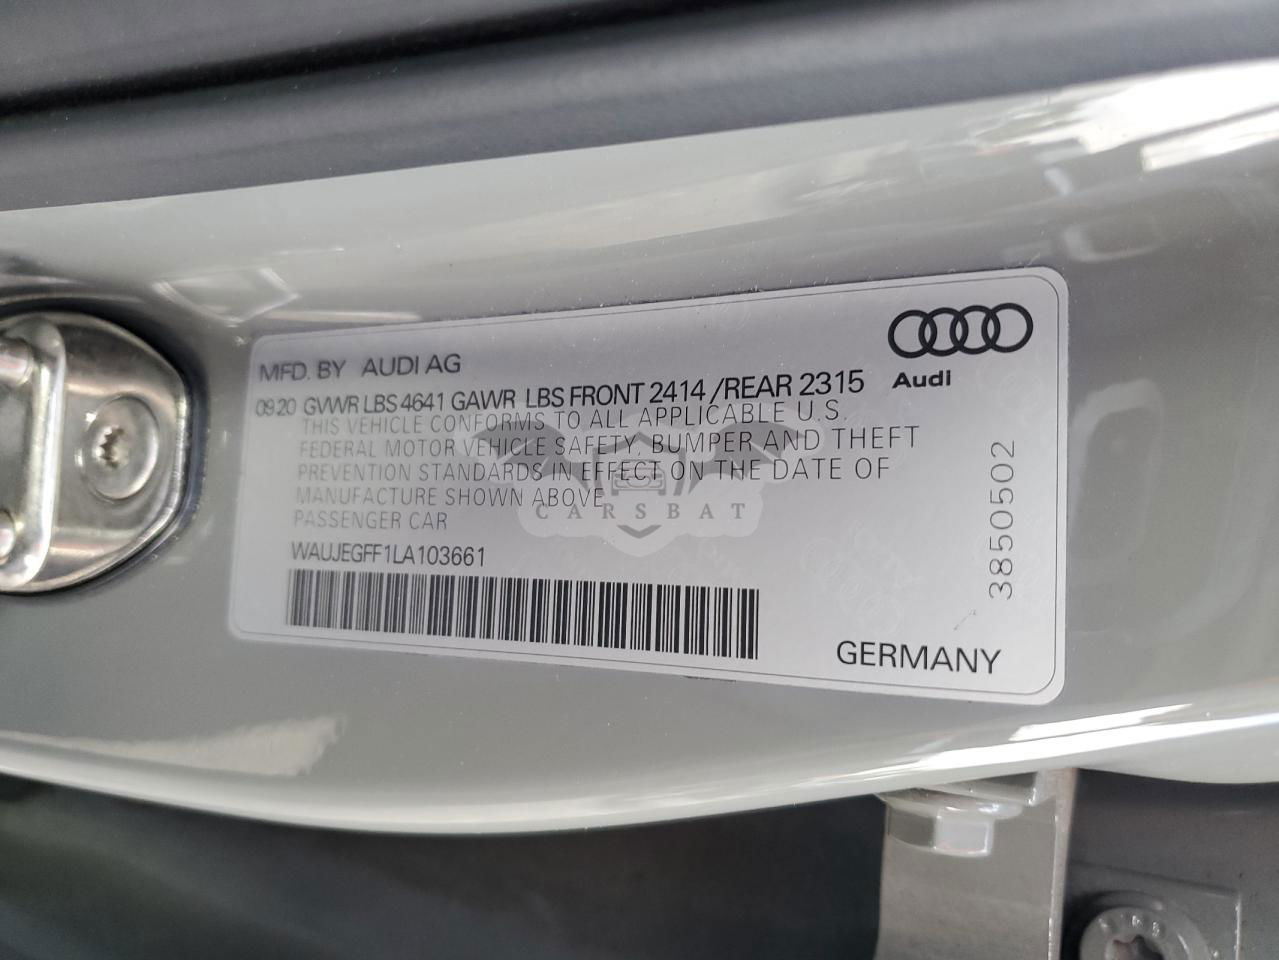 Audi
MFD. BY AUDI AG
09.20 GVWR LBS 4641 GAWR LBS FRONT 2414 /REAR 2315
THIS VEHICLE CONFORMS TO ALL APPLICABLE U.S.
FEDERAL MOTOR VEHICLE SAFETY, BUMPER AND THEFT
PREVENTION STANDARDS IN EFFECT ON THE DATE OF
MANUFACTURE SHOWN ABOVE
PASSENGER CAR
CARSBAT
WAUJEGFF1LA103661
3850502
GERMANY